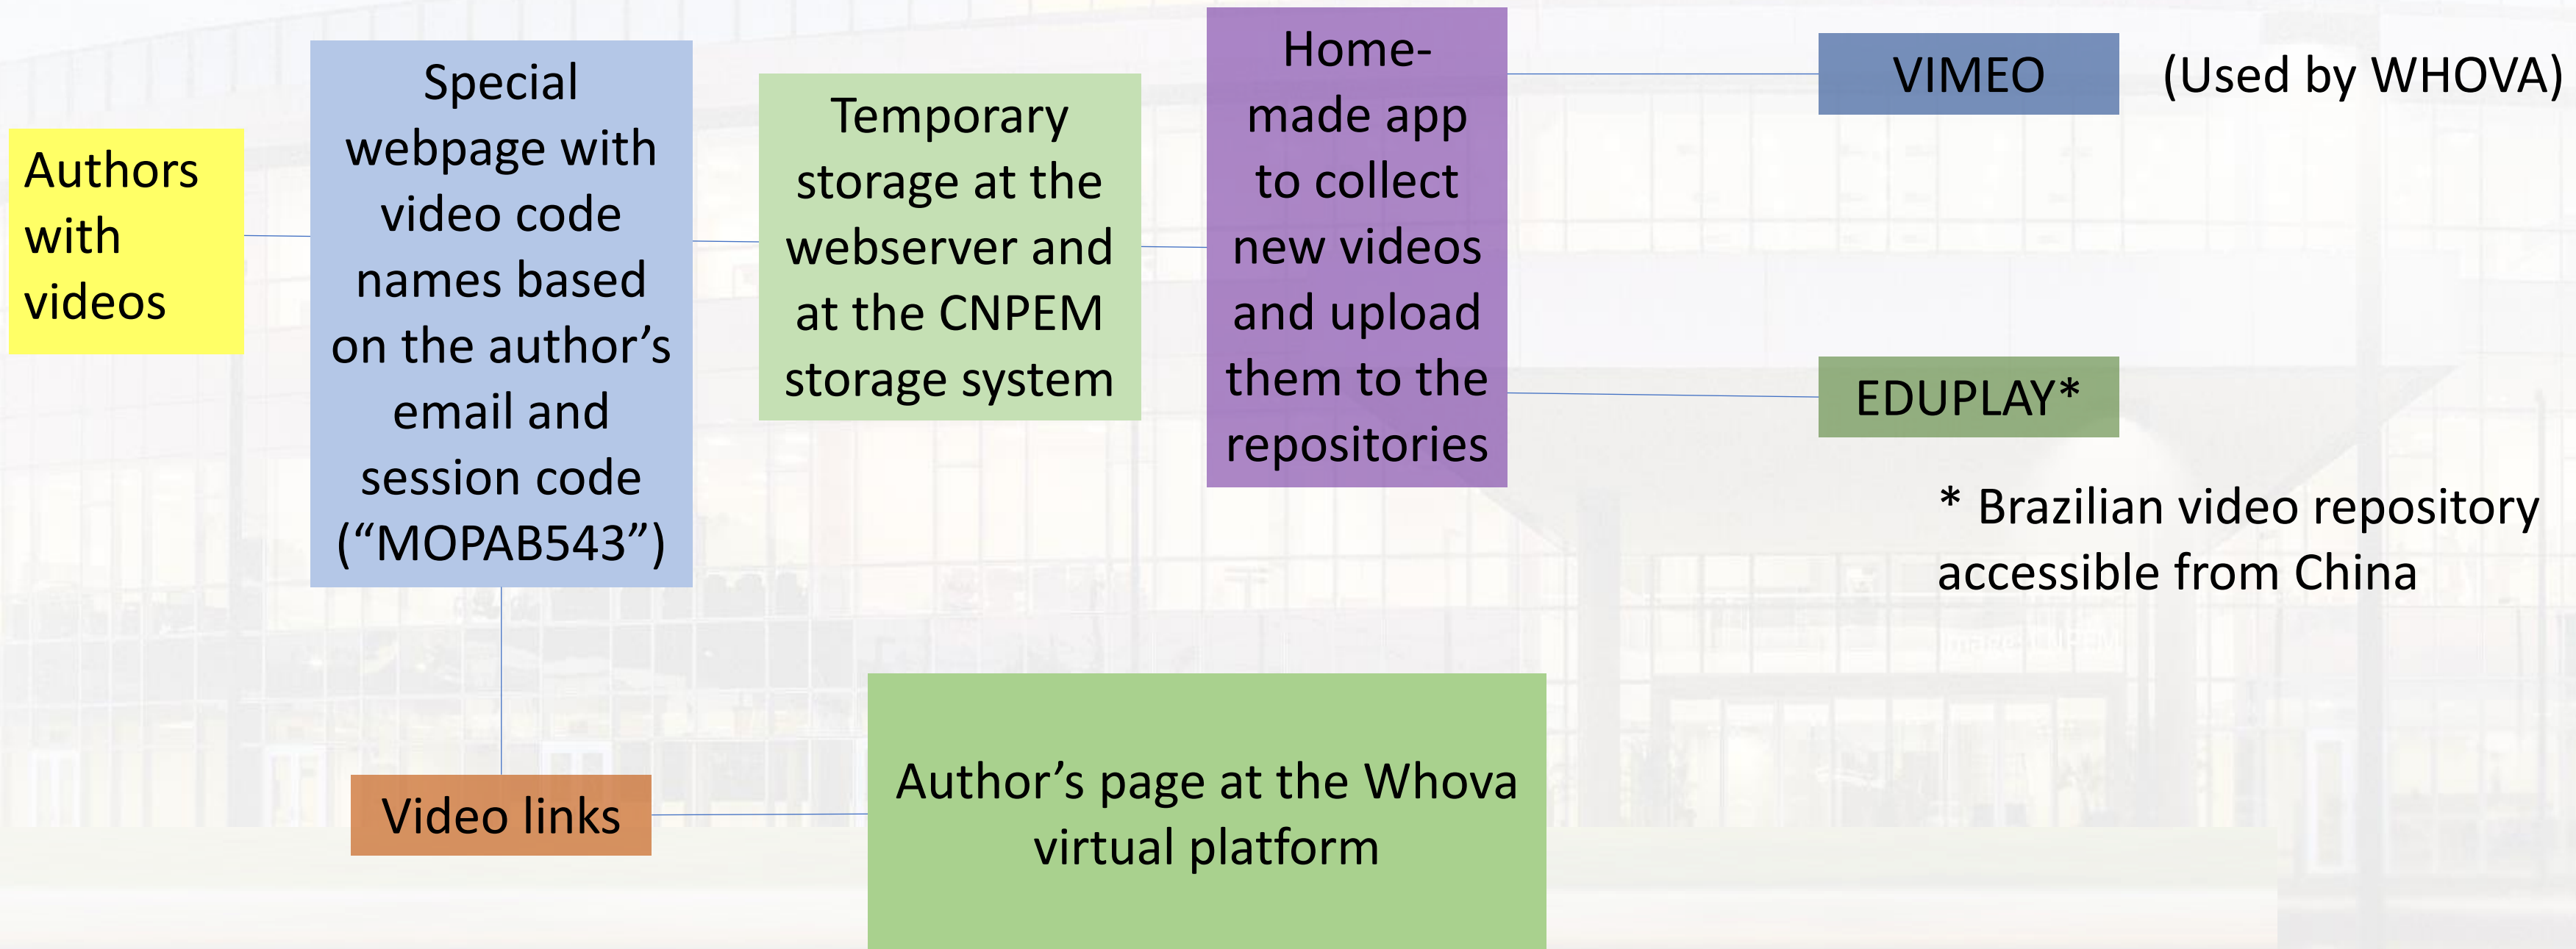 Authors
with
videos
Special
webpage with
video code
names based
on the author’s
email and
session code
(“MOPAB543”)
Temporary
storage at the
webserver and
at the CNPEM
storage system
Home-
made app
to collect
new videos
and upload
them to the
repositories
VIMEO
(Used by WHOVA)
EDUPLAY*
* Brazilian video repository
accessible from China
Video links
Author’s page at the Whova
virtual platform